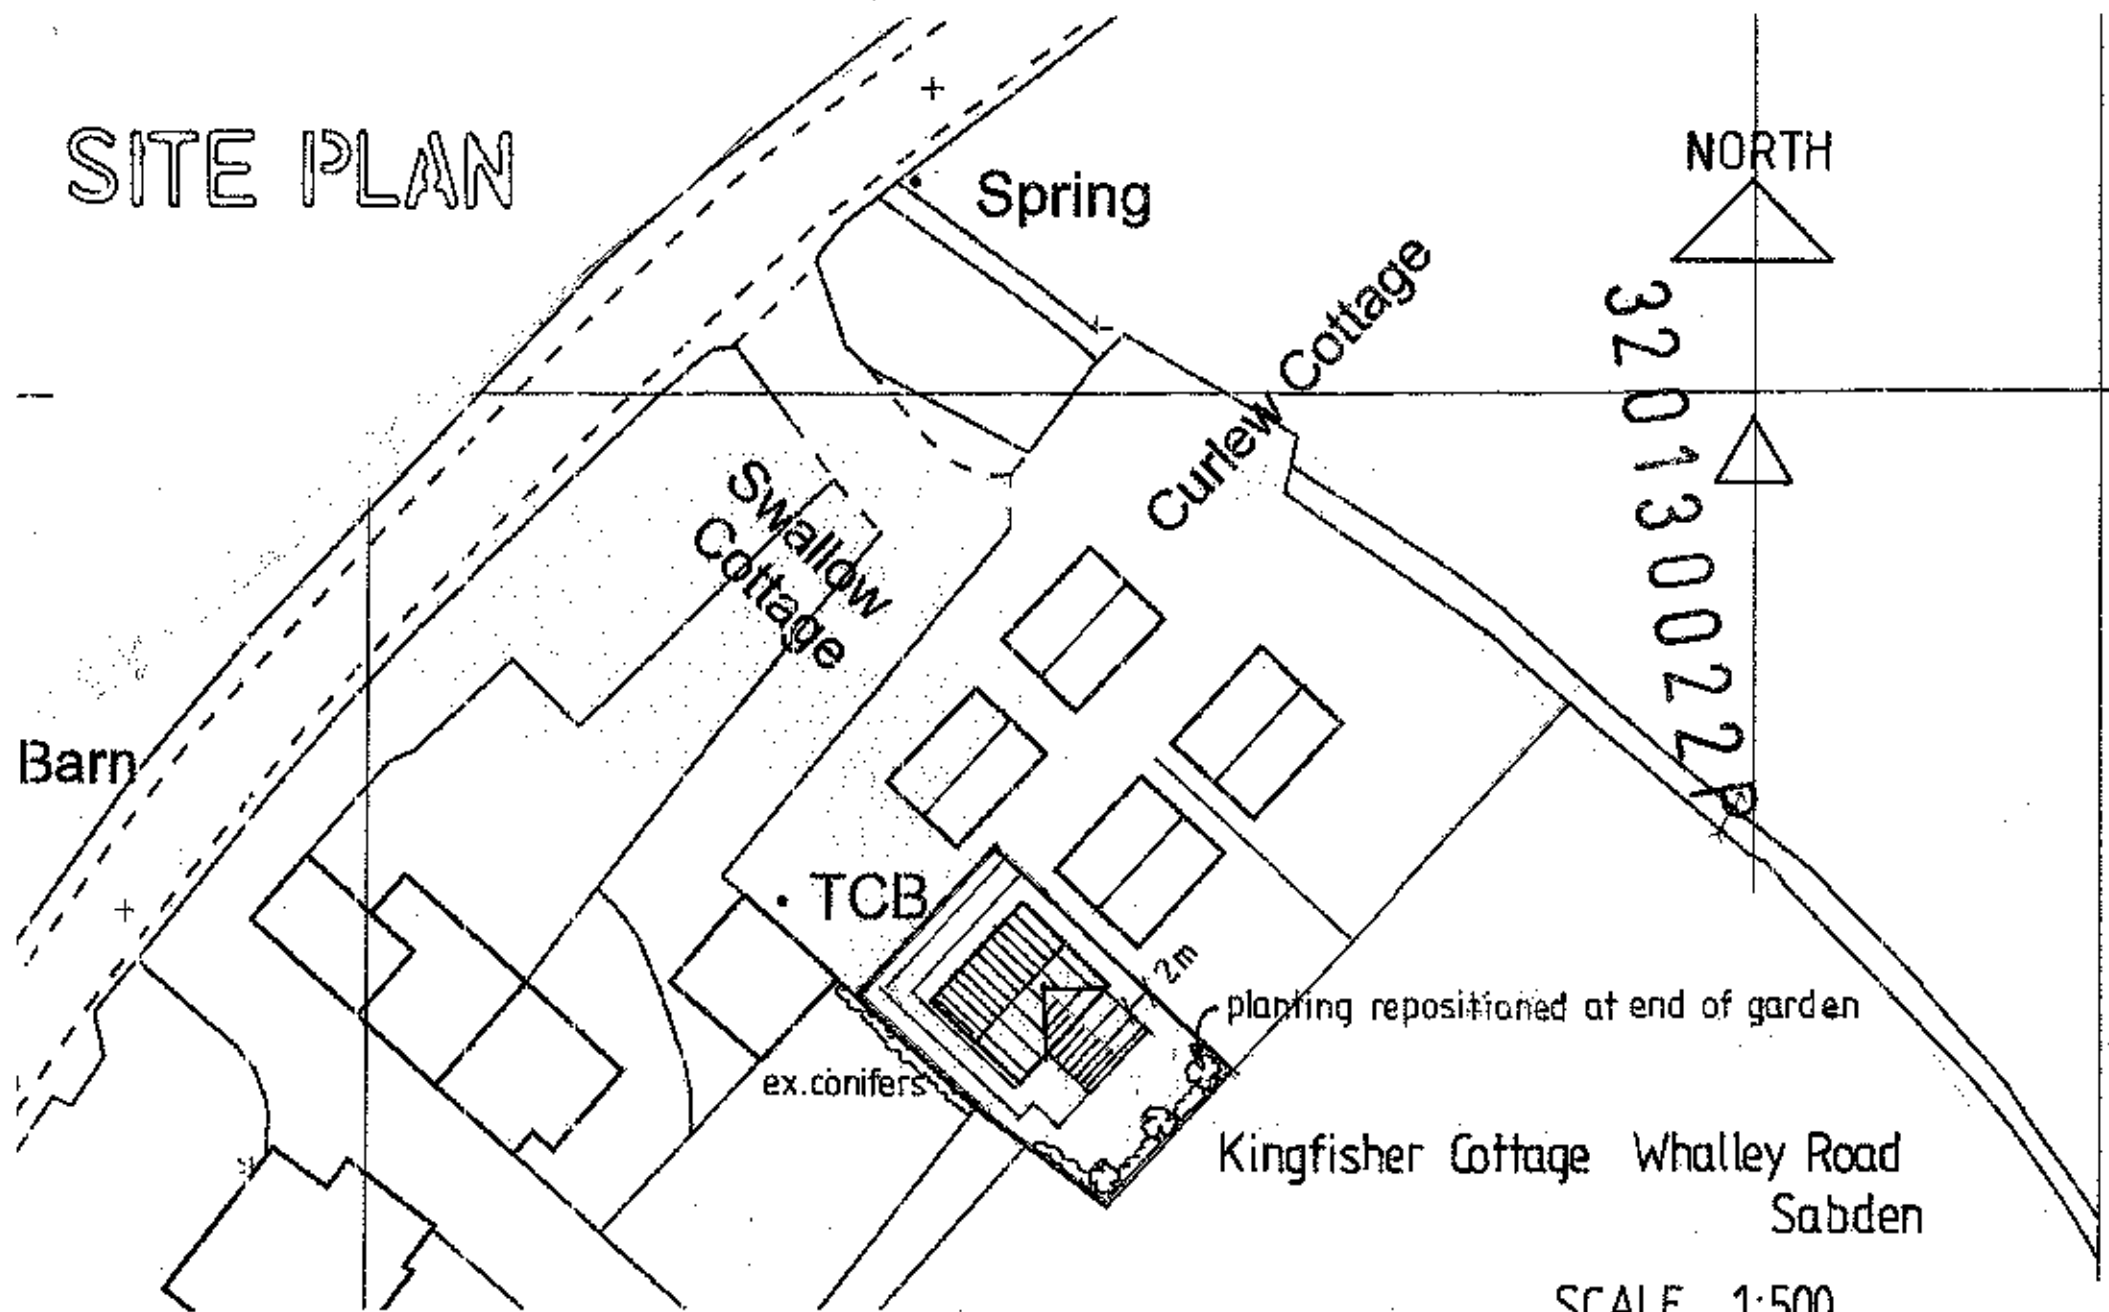 SITE PLAN
NORTH
Spring
Curlew Cottage
320130022P
Swallow
Cottage
Barn
TCB
2m
planting repositioned at end of garden
ex.conifers
Kingfisher Cottage Whalley Road
Sabden
SCALE 1:500